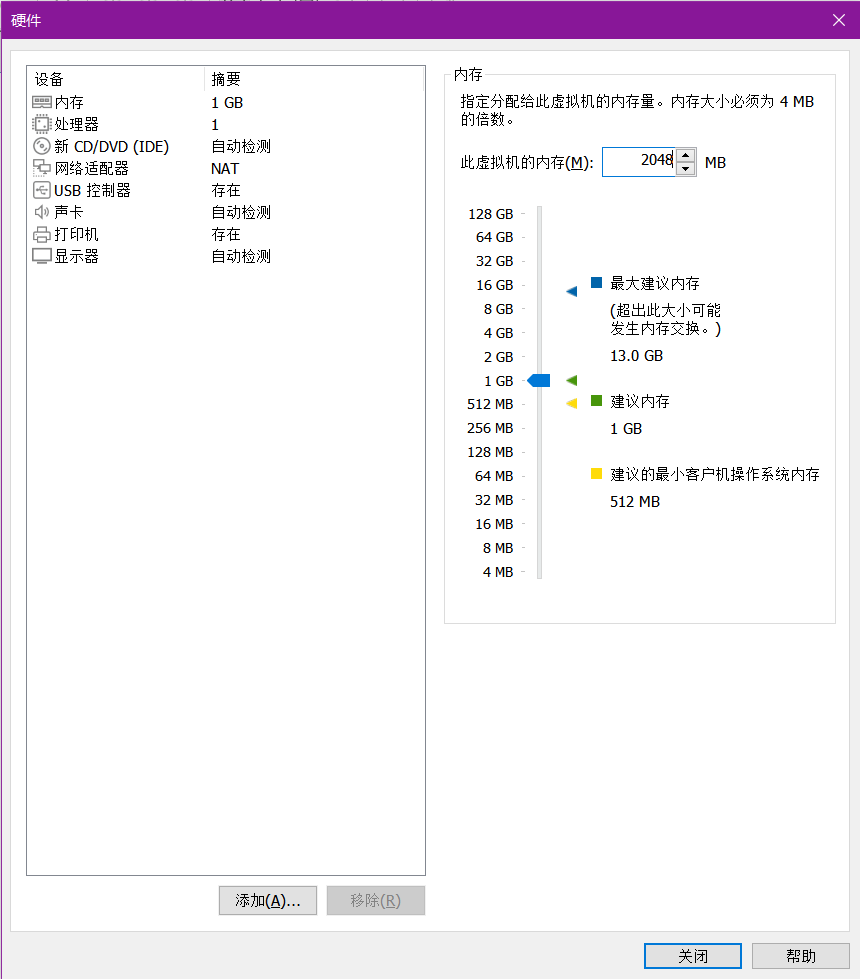 硬件
设备 摘要
内存 1 GB
处理器 1
新 CD/DVD (IDE) 自动检测
网络适配器 NAT
USB 控制器 存在
声卡 自动检测
打印机 存在
显示器 自动检测
添加(A)... 移除(R)
内存
指定分配给此虚拟机的内存量。内存大小必须为 4 MB
的倍数。
此虚拟机的内存(M): 2048 MB
128 GB
64 GB
32 GB
16 GB
8 GB
4 GB
2 GB
1 GB
512 MB
256 MB
128 MB
64 MB
32 MB
16 MB
8 MB
4 MB
最大建议内存
(超出此大小可能
发生内存交换。)
13.0 GB
建议内存
1 GB
建议的最小客户机操作系统内存
512 MB
关闭 帮助